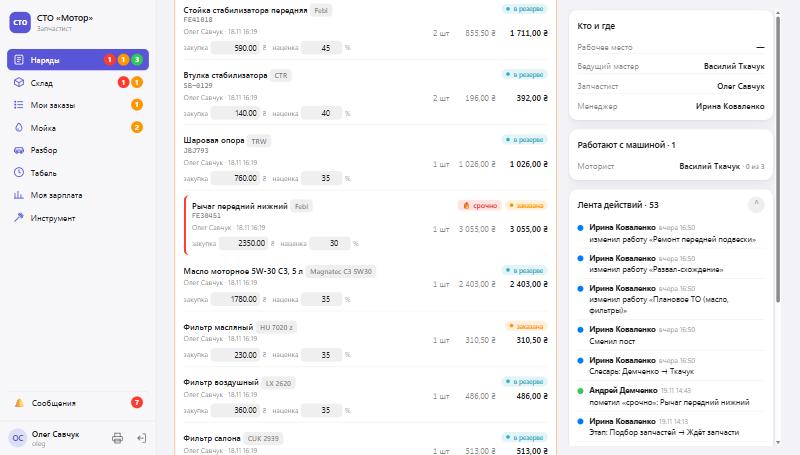 СТО
СТО «Мотор»
Запчастист
Наряды 1 1 3
Склад 1 1
Мои заказы 1
Мойка 2
Разбор
Табель
Моя зарплата
Инструмент
Сообщения 7
ОС
Олег Савчук
oleg
Стойка стабилизатора передняя Febi
в резерве
FE41018
Олег Савчук · 18.11 16:19
2 шт 855,50 ₴ 1 711,00 ₴
закупка 590.00 ₴ наценка 45 %
Втулка стабилизатора CTR
в резерве
SB-0129
Олег Савчук · 18.11 16:19
2 шт 196,00 ₴ 392,00 ₴
закупка 140.00 ₴ наценка 40 %
Шаровая опора TRW
в резерве
JBJ793
Олег Савчук · 18.11 16:19
1 шт 1 026,00 ₴ 1 026,00 ₴
закупка 760.00 ₴ наценка 35 %
Рычаг передний нижний Febi
срочно
заказана
FE38451
Олег Савчук · 18.11 16:19
1 шт 3 055,00 ₴ 3 055,00 ₴
закупка 2350.00 ₴ наценка 30 %
Масло моторное 5W-30 C3, 5 л Magnatec C3 5W30
в резерве
Олег Савчук · 18.11 16:19
1 шт 2 403,00 ₴ 2 403,00 ₴
закупка 1780.00 ₴ наценка 35 %
Фильтр масляный HU 7020 z
заказана
Олег Савчук · 18.11 16:19
1 шт 310,50 ₴ 310,50 ₴
закупка 230.00 ₴ наценка 35 %
Фильтр воздушный LX 2620
в резерве
Олег Савчук · 18.11 16:19
1 шт 486,00 ₴ 486,00 ₴
закупка 360.00 ₴ наценка 35 %
Фильтр салона CUK 2939
в резерве
Олег Савчук · 18.11 16:19
1 шт 513,00 ₴ 513,00 ₴
Кто и где
Рабочее место —
Ведущий мастер Василий Ткачук
Запчастист Олег Савчук
Менеджер Ирина Коваленко
Работают с машиной · 1
Моторист Василий Ткачук · 0 из 3
Лента действий · 53
Ирина Коваленко вчера 16:50
изменил работу «Ремонт передней подвески»
Ирина Коваленко вчера 16:50
изменил работу «Развал-схождение»
Ирина Коваленко вчера 16:50
изменил работу «Плановое ТО (масло,
фильтры)»
Ирина Коваленко вчера 16:50
Сменил пост
Ирина Коваленко вчера 16:50
Слесарь: Демченко → Ткачук
Андрей Демченко 19.11 14:43
пометил «срочно»: Рычаг передний нижний
Ирина Коваленко 19.11 14:13
Этап: Подбор запчастей → Ждёт запчасти